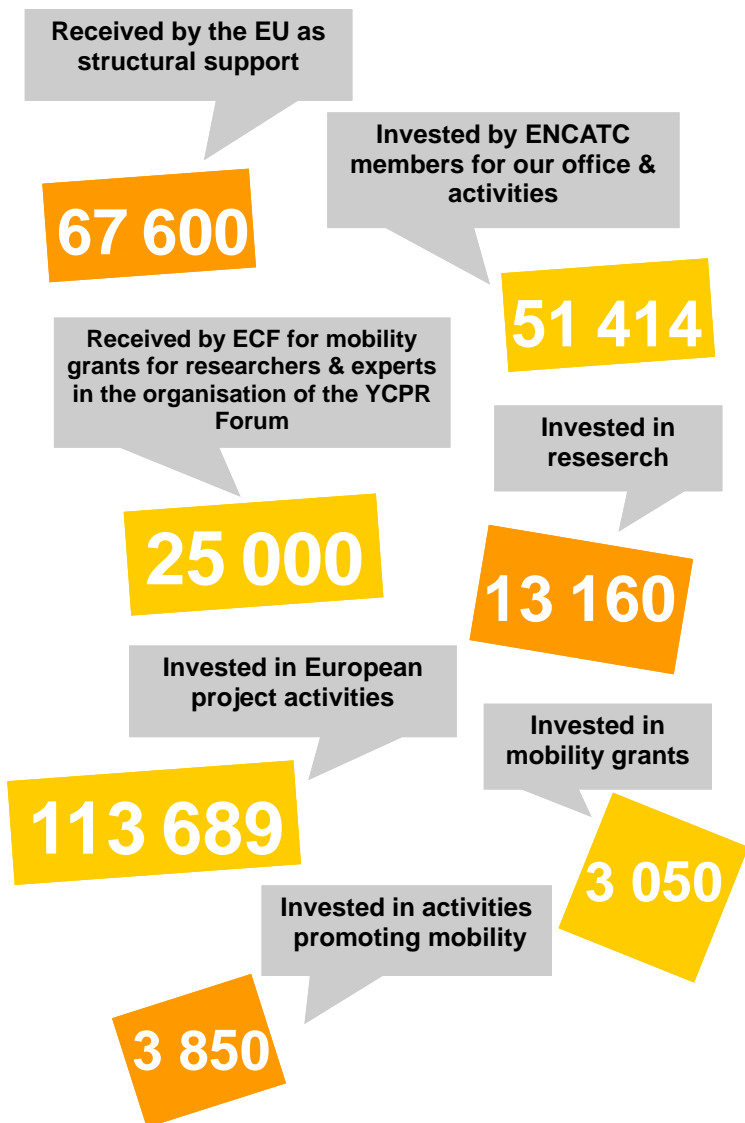 Received by the EU as
structural support
67 600
Invested by ENCATC
members for our office &
activities
51 414
Received by ECF for mobility
grants for researchers & experts
in the organisation of the YCPR
Forum
25 000
Invested in
reseserch
13 160
Invested in European
project activities
113 689
Invested in
mobility grants
3 050
Invested in activities
promoting mobility
3 850